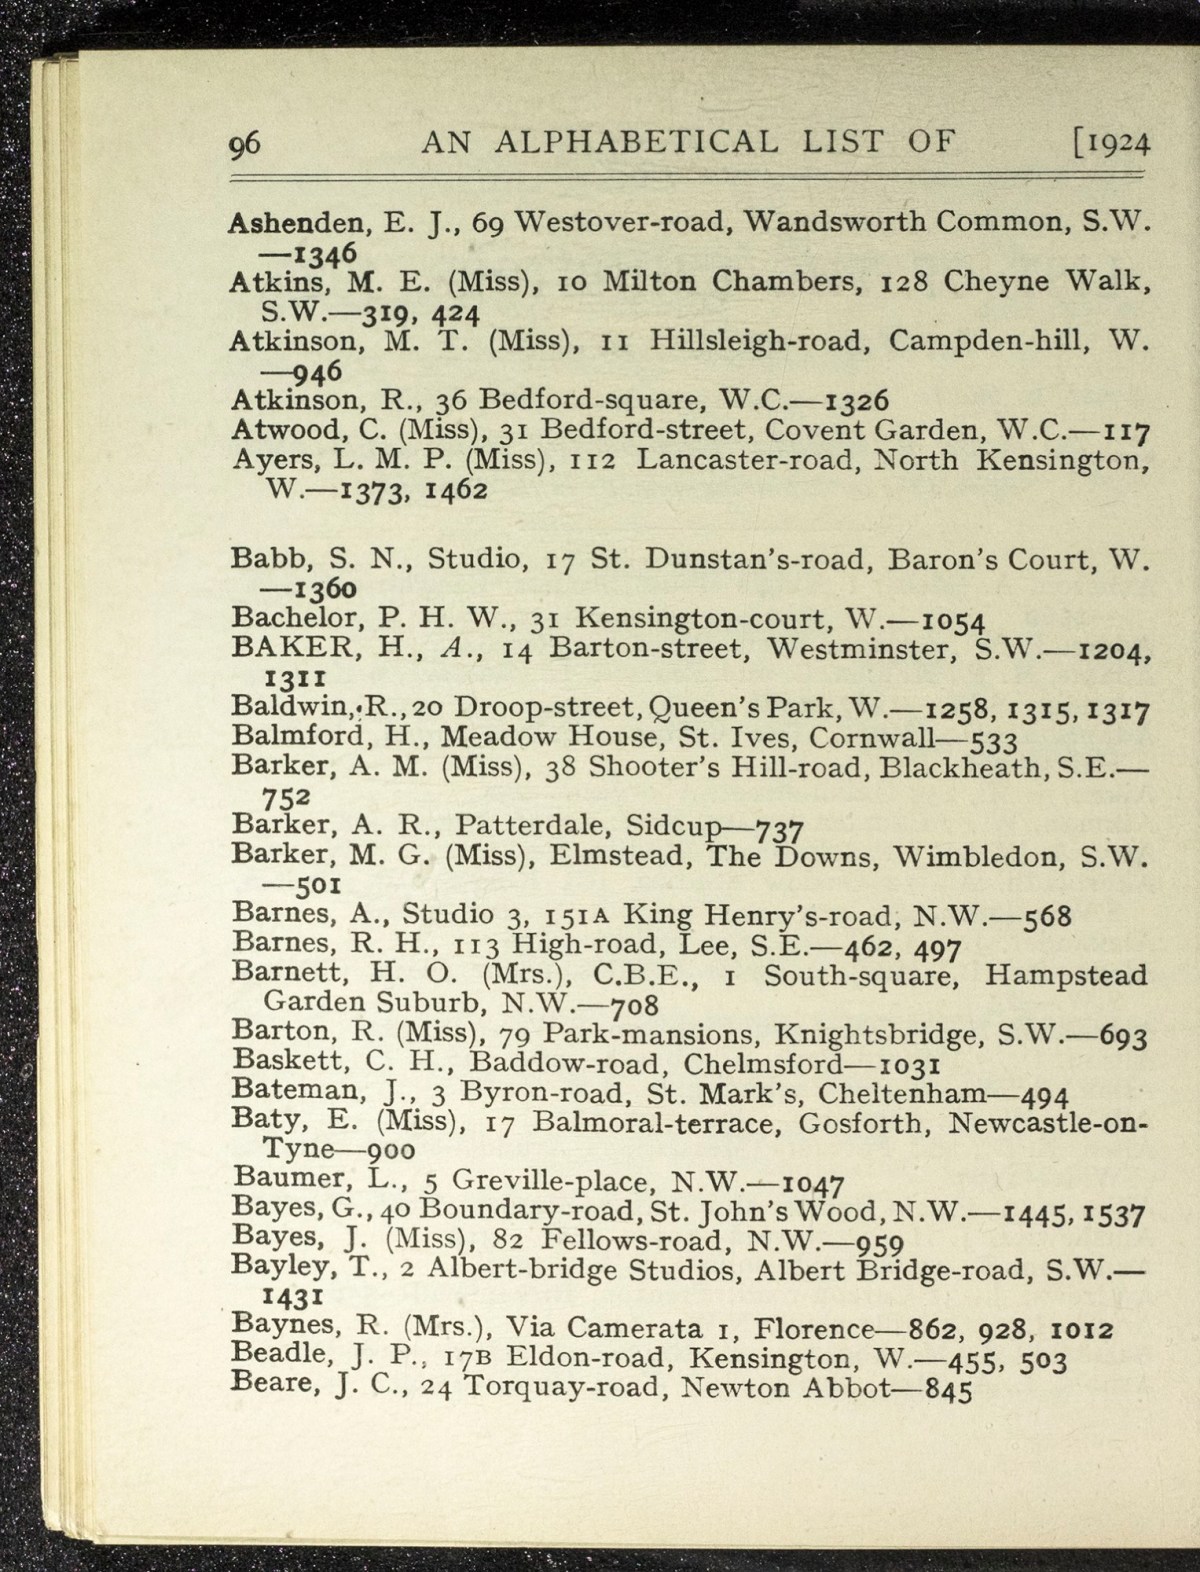 96 AN ALPHABETICAL LIST OF [1924
Ashenden, E. J., 69 Westover-road, Wandsworth Common, S.W.
—1346
Atkins, M. E. (Miss), 10 Milton Chambers, 128 Cheyne Walk,
S.W.—319, 424
Atkinson, M. T. (Miss), 11 Hillsleigh-road, Campden-hill, W.
—946
Atkinson, R., 36 Bedford-square, W.C.—1326
Atwood, C. (Miss), 31 Bedford-street, Covent Garden, W.C.—117
Ayers, L. M. P. (Miss), 112 Lancaster-road, North Kensington,
W.—1373, 1462
Babb, S. N., Studio, 17 St. Dunstan's-road, Baron's Court, W.
—1360
Bachelor, P. H. W., 31 Kensington-court, W.—1054
BAKER, H., A., 14 Barton-street, Westminster, S.W.—1204,
1311
Baldwin, R., 20 Droop-street, Queen's Park, W.—1258, 1315, 1317
Balmford, H., Meadow House, St. Ives, Cornwall—533
Barker, A. M. (Miss), 38 Shooter's Hill-road, Blackheath, S.E.—
752
Barker, A. R., Patterdale, Sidcup—737
Barker, M. G. (Miss), Elmstead, The Downs, Wimbledon, S.W.
—501
Barnes, A., Studio 3, 151A King Henry's-road, N.W.—568
Barnes, R. H., 113 High-road, Lee, S.E.—462, 497
Barnett, H. O. (Mrs.), C.B.E., 1 South-square, Hampstead
Garden Suburb, N.W.—708
Barton, R. (Miss), 79 Park-mansions, Knightsbridge, S.W.—693
Baskett, C. H., Baddow-road, Chelmsford—1031
Bateman, J., 3 Byron-road, St. Mark's, Cheltenham—494
Baty, E. (Miss), 17 Balmoral-terrace, Gosforth, Newcastle-on-
Tyne—900
Baumer, L., 5 Greville-place, N.W.—1047
Bayes, G., 40 Boundary-road, St. John's Wood, N.W.—1445, 1537
Bayes, J. (Miss), 82 Fellows-road, N.W.—959
Bayley, T., 2 Albert-bridge Studios, Albert Bridge-road, S.W.—
1431
Baynes, R. (Mrs.), Via Camerata 1, Florence—862, 928, 1012
Beadle, J. P., 17B Eldon-road, Kensington, W.—455, 503
Beare, J. C., 24 Torquay-road, Newton Abbot—845